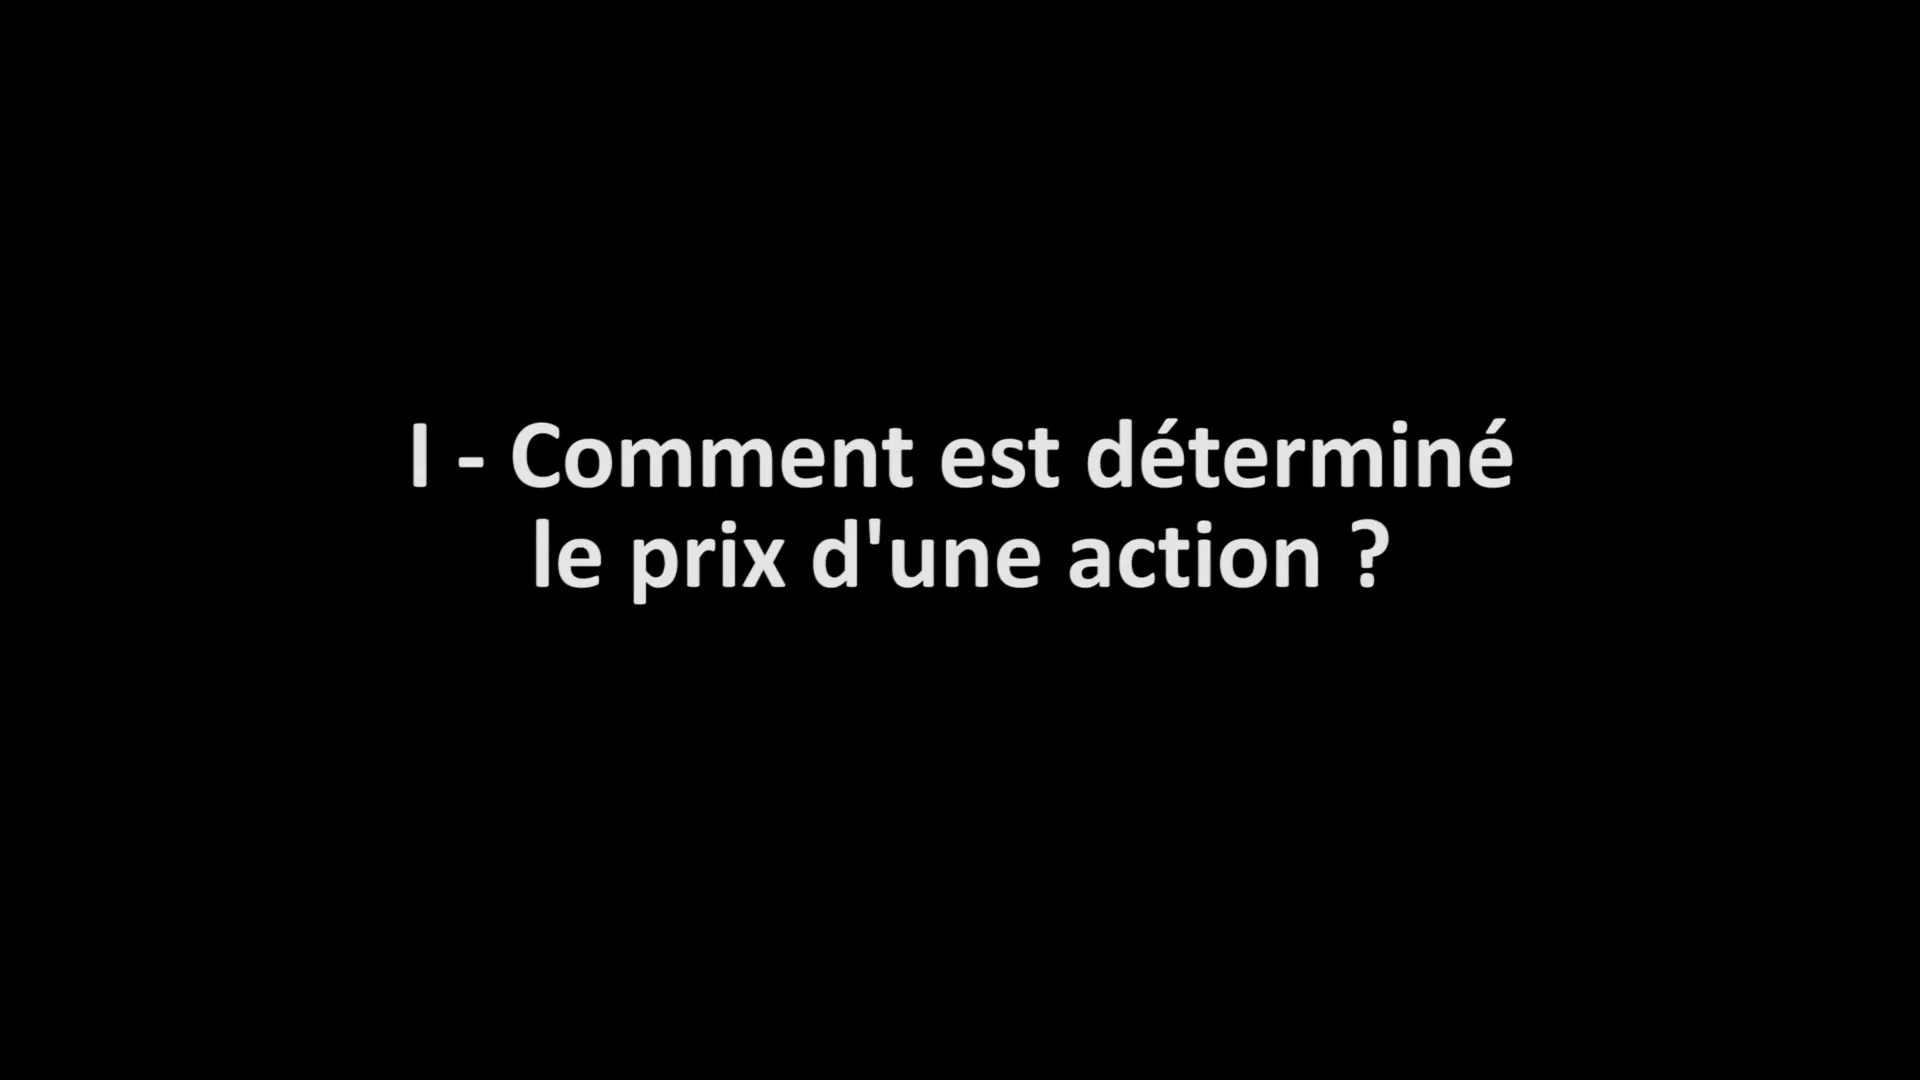 I - Comment est déterminé
le prix d'une action ?